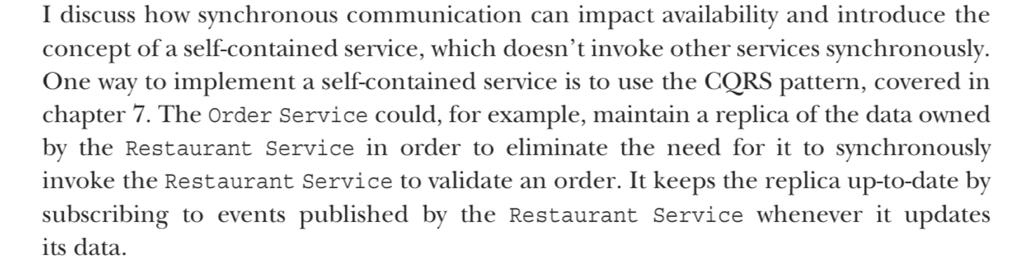 I discuss how synchronous communication can impact availability and introduce the
concept of a self-contained service, which doesn’t invoke other services synchronously.
One way to implement a self-contained service is to use the CQRS pattern, covered in
chapter 7. The Order Service could, for example, maintain a replica of the data owned
by the Restaurant Service in order to eliminate the need for it to synchronously
invoke the Restaurant Service to validate an order. It keeps the replica up-to-date by
subscribing to events published by the Restaurant Service whenever it updates
its data.